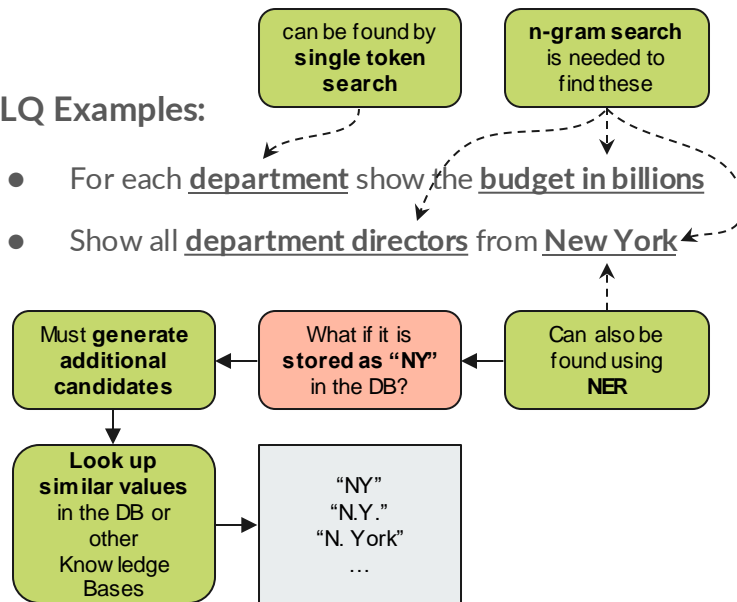 can be found by
single token
search
n-gram search
is needed to
find these
LQ Examples:
● For each department show the budget in billions
● Show all department directors from New York
Must generate
additional
candidates
What if it is
stored as “NY”
in the DB?
Can also be
found using
NER
Look up
similar values
in the DB or
other
Knowledge
Bases
“NY”
“N.Y.”
“N. York”
…